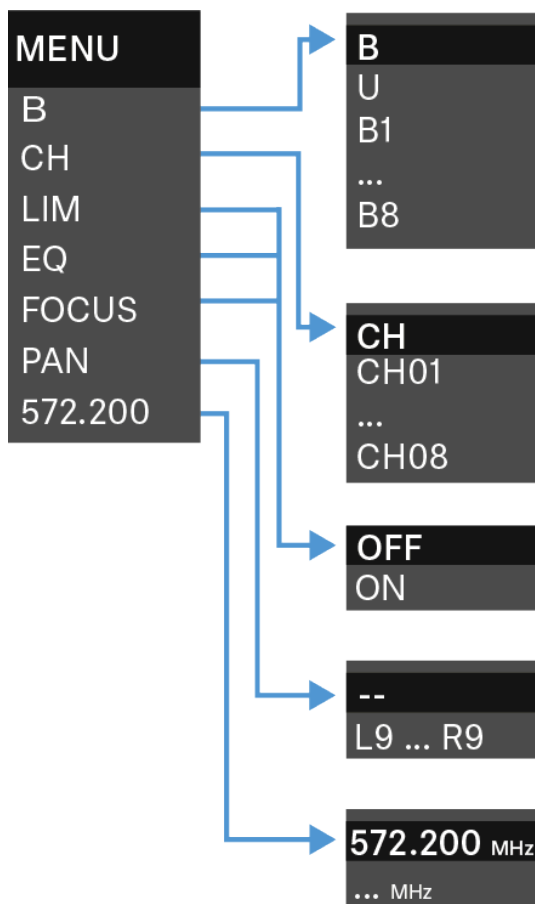 MENU
B
CH
LIM
EQ
FOCUS
PAN
572.200
B
U
B1
...
B8
CH
CH01
...
CH08
OFF
ON
--
L9 ... R9
572.200 MHz
... MHz